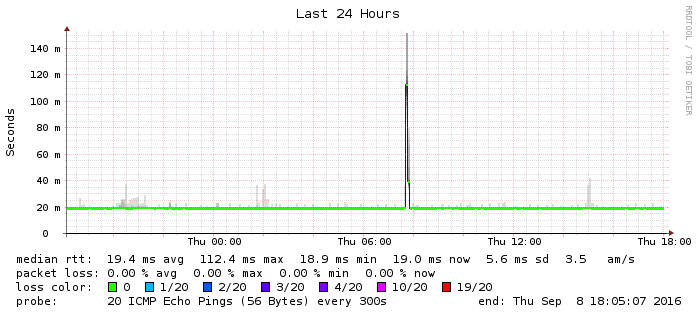 Last 24 Hours
RRDTOOL / TOBI OETIKER
Seconds
140 m
120 m
100 m
80 m
60 m
40 m
20 m
0
Thu 00:00 Thu 06:00 Thu 12:00 Thu 18:00
median rtt: 19.4 ms avg 112.4 ms max 18.9 ms min 19.0 ms now 5.6 ms sd 3.5 am/s
packet loss: 0.00 % avg 0.00 % max 0.00 % min 0.00 % now
loss color: 0 1/20 2/20 3/20 4/20 10/20 19/20
probe: 20 ICMP Echo Pings (56 Bytes) every 300s end: Thu Sep 8 18:05:07 2016